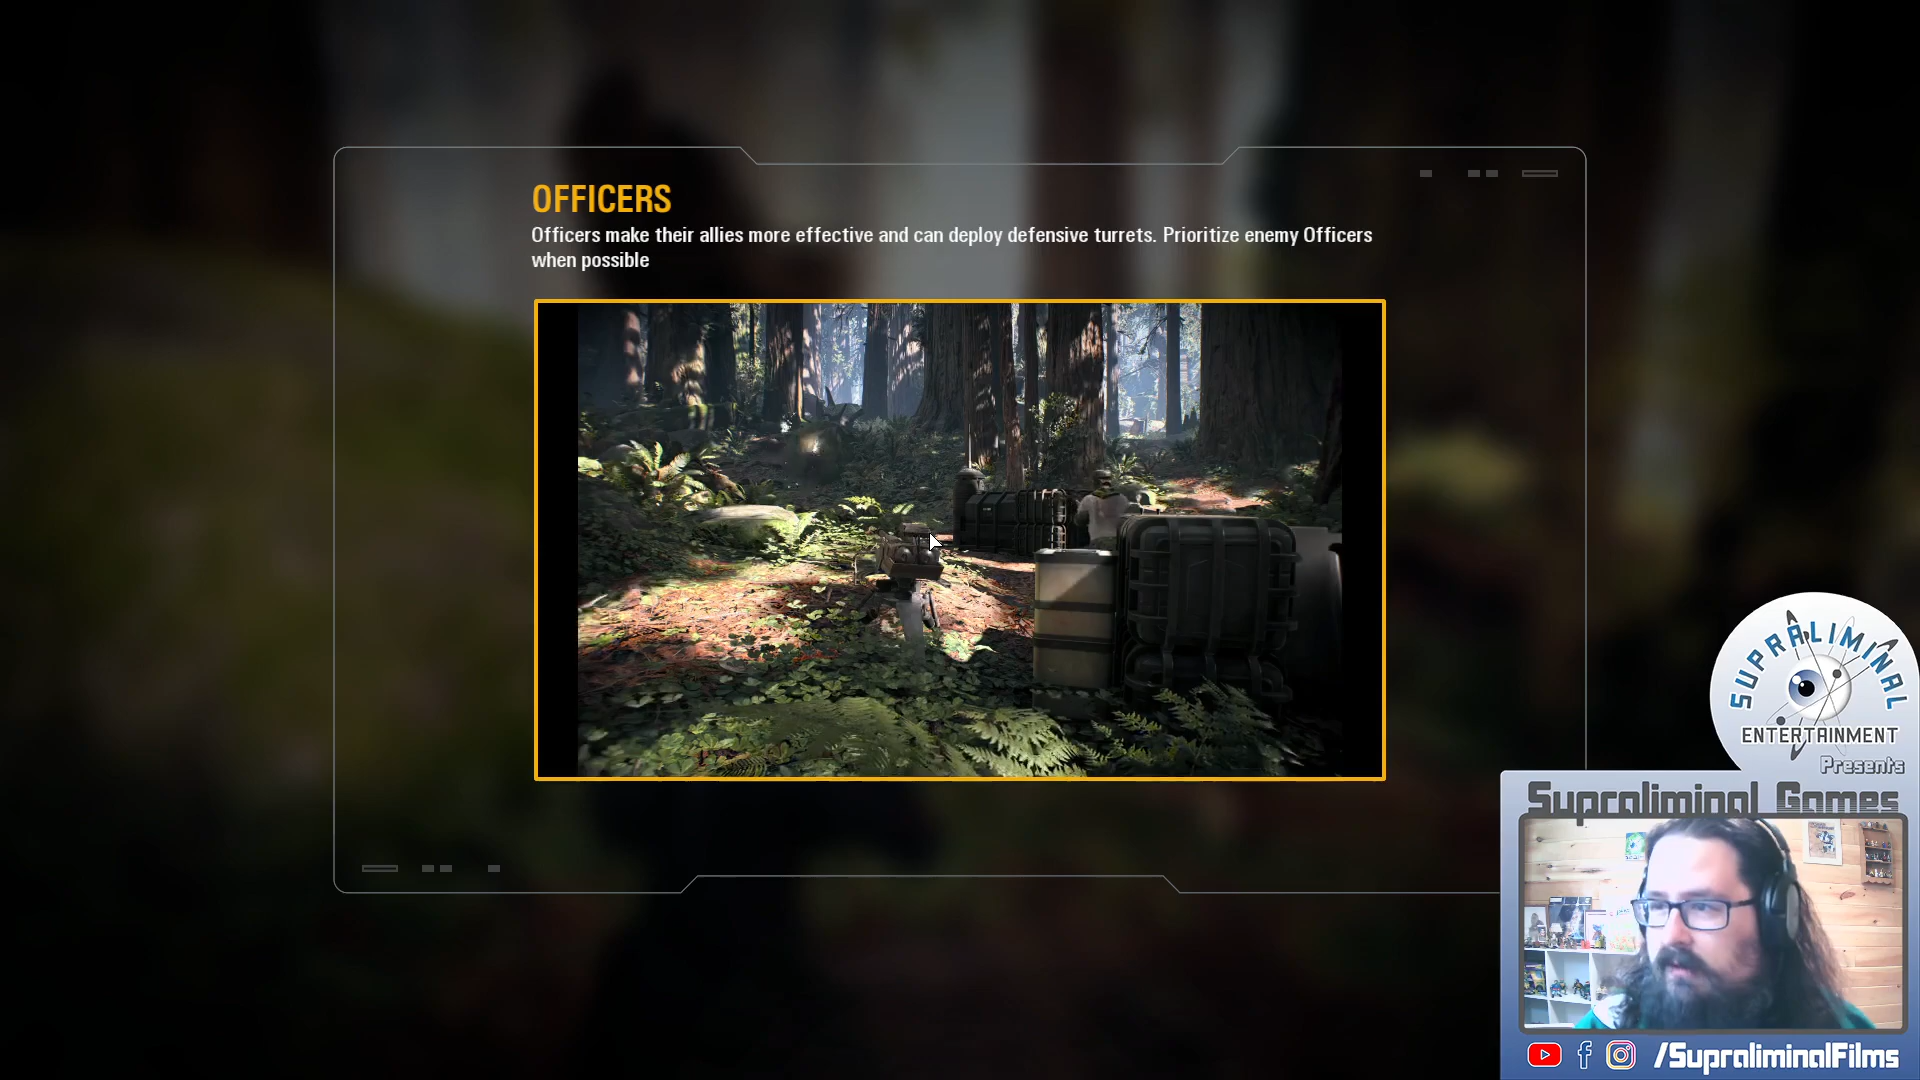 OFFICERS
Officers make their allies more effective and can deploy defensive turrets. Prioritize enemy Officers
when possible
SUPRALIMINAL
ENTERTAINMENT
Presents
Supraliminal Games
/SupraliminalFilms